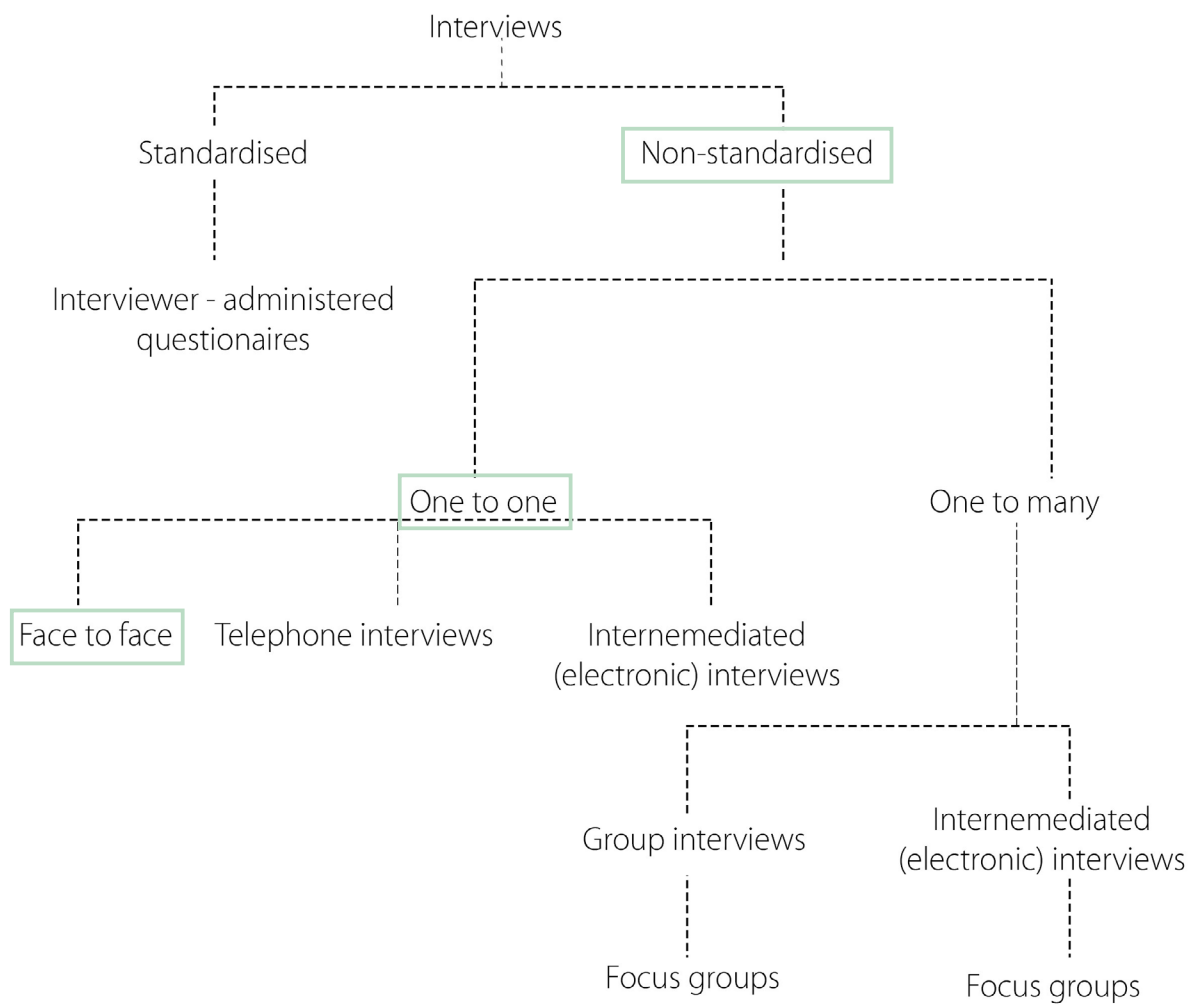 Interviews
Standardised
Non-standardised
Interviewer - administered
questionaires
One to one
One to many
Face to face
Telephone interviews
Internemediated
(electronic) interviews
Group interviews
Internemediated
(electronic) interviews
Focus groups
Focus groups